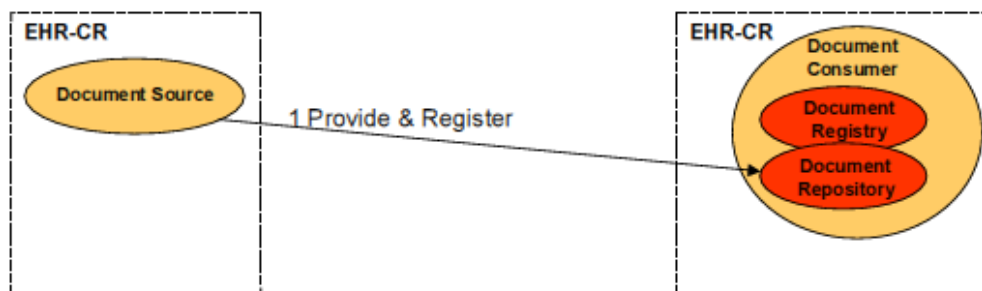 EHR-CR
Document Source
1 Provide & Register
EHR-CR
Document
Consumer
Document
Registry
Document
Repository